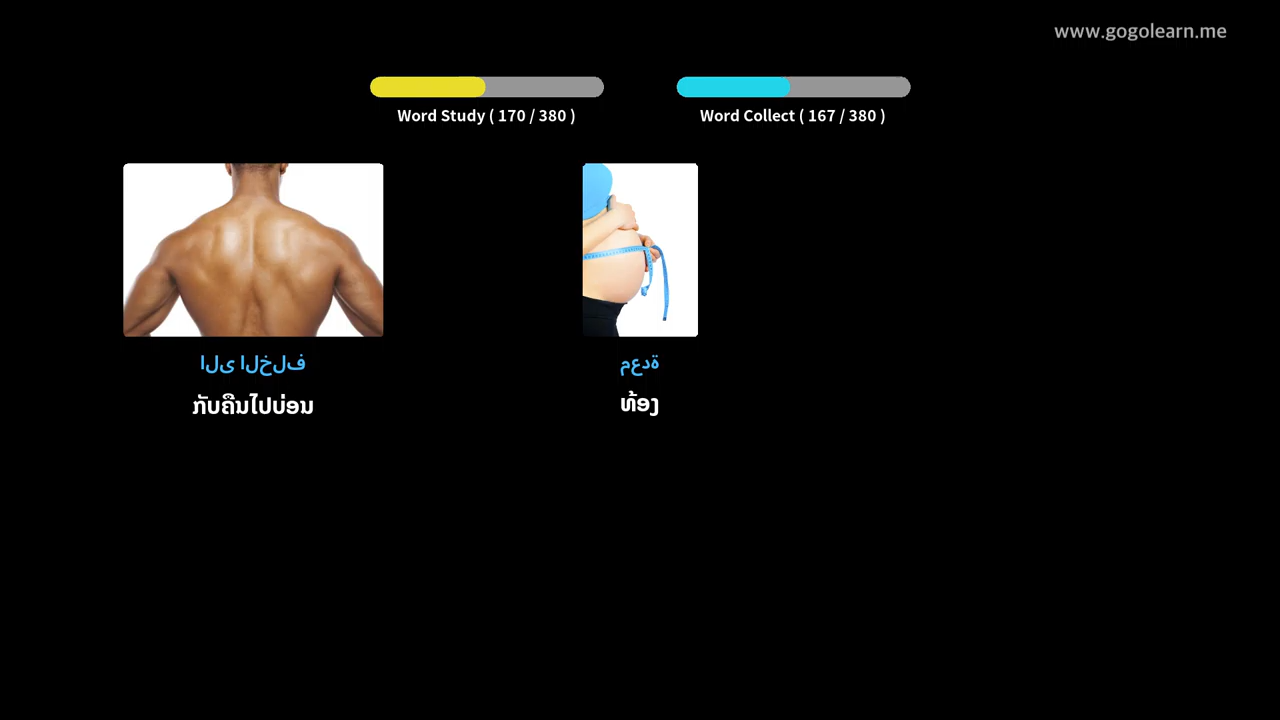 www.gogolearn.me
Word Study ( 170 / 380 )
Word Collect ( 167 / 380 )
الى الخلف
ກັບຄືນໄປບ່ອນ
معدة
ທ້ອງ